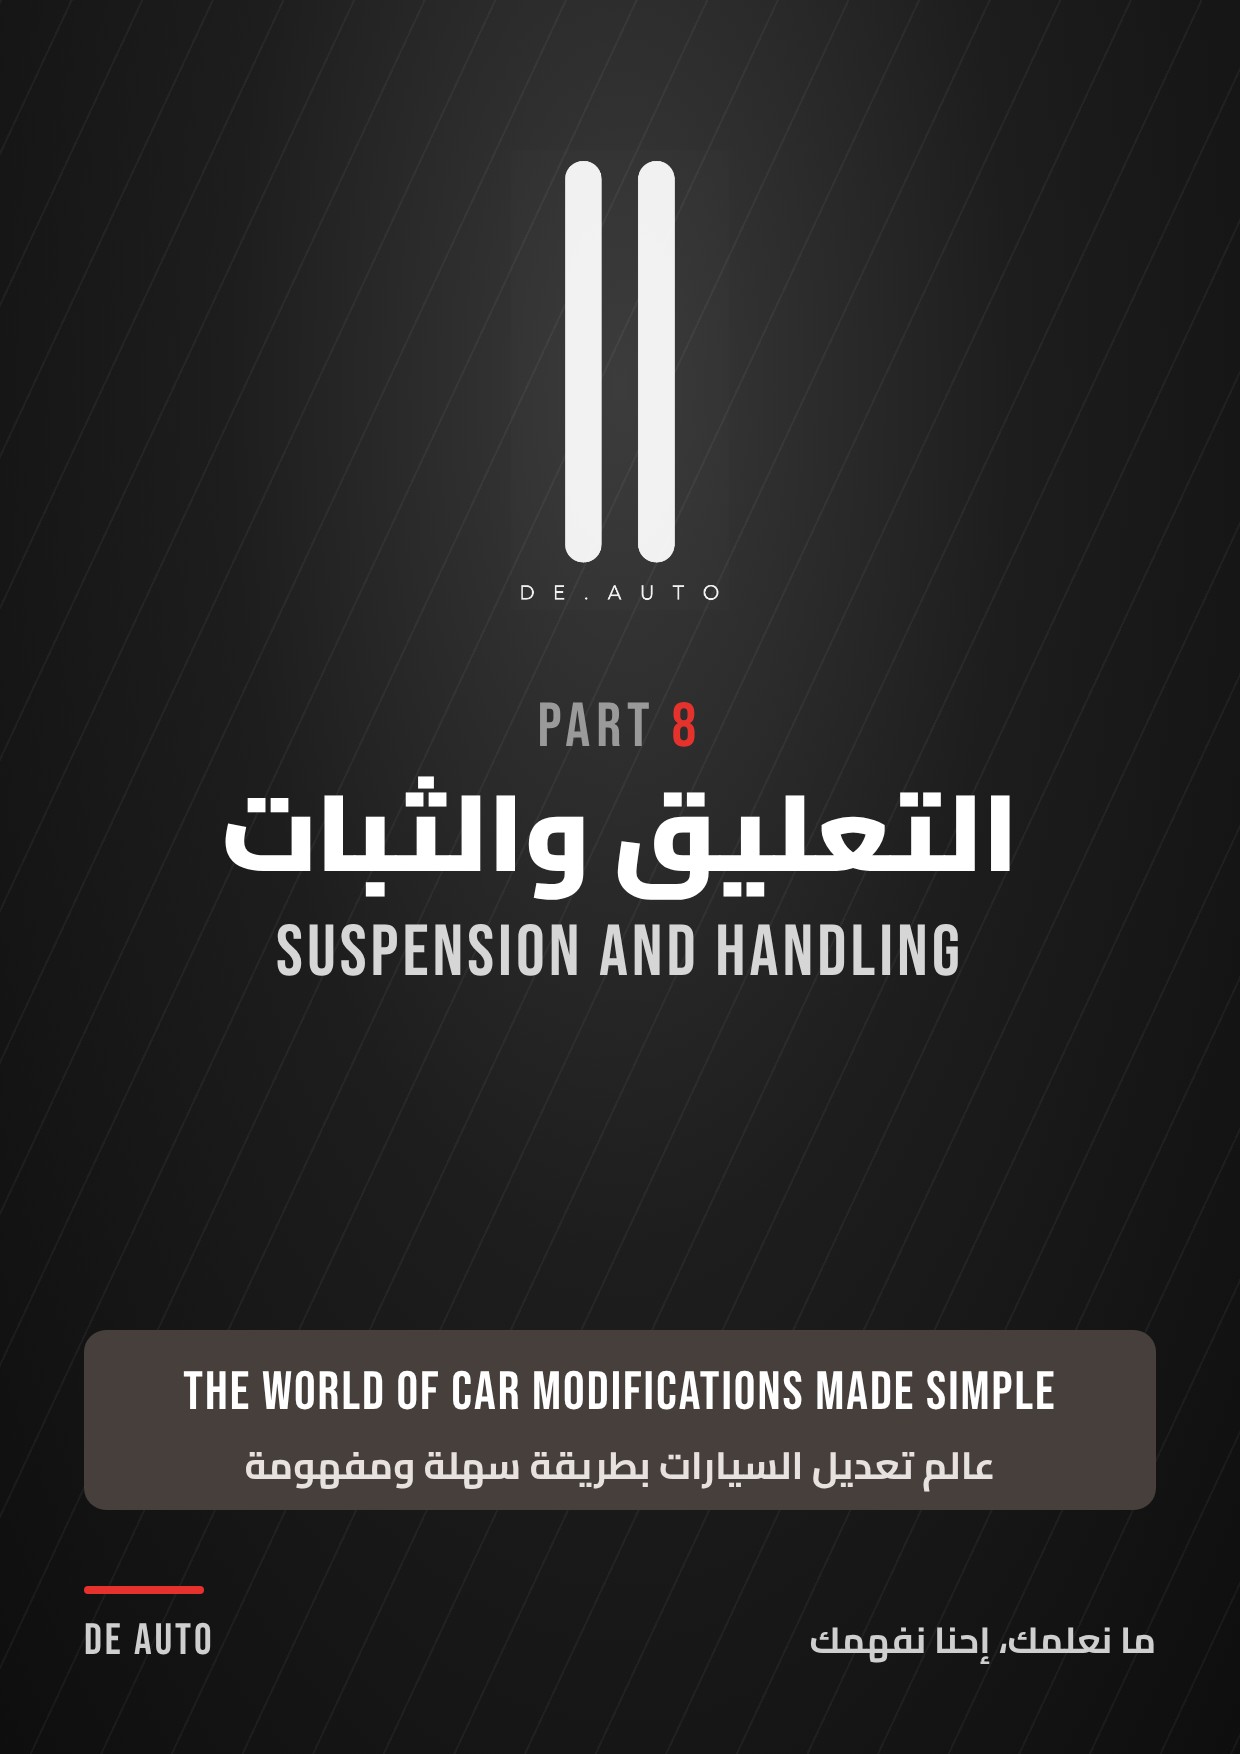 DE.AUTO
PART 8
التعليق والثبات
SUSPENSION AND HANDLING
THE WORLD OF CAR MODIFICATIONS MADE SIMPLE
عالم تعديل السيارات بطريقة سهلة ومفهومة
DE AUTO
ما نعلمك، إحنا نفهمك